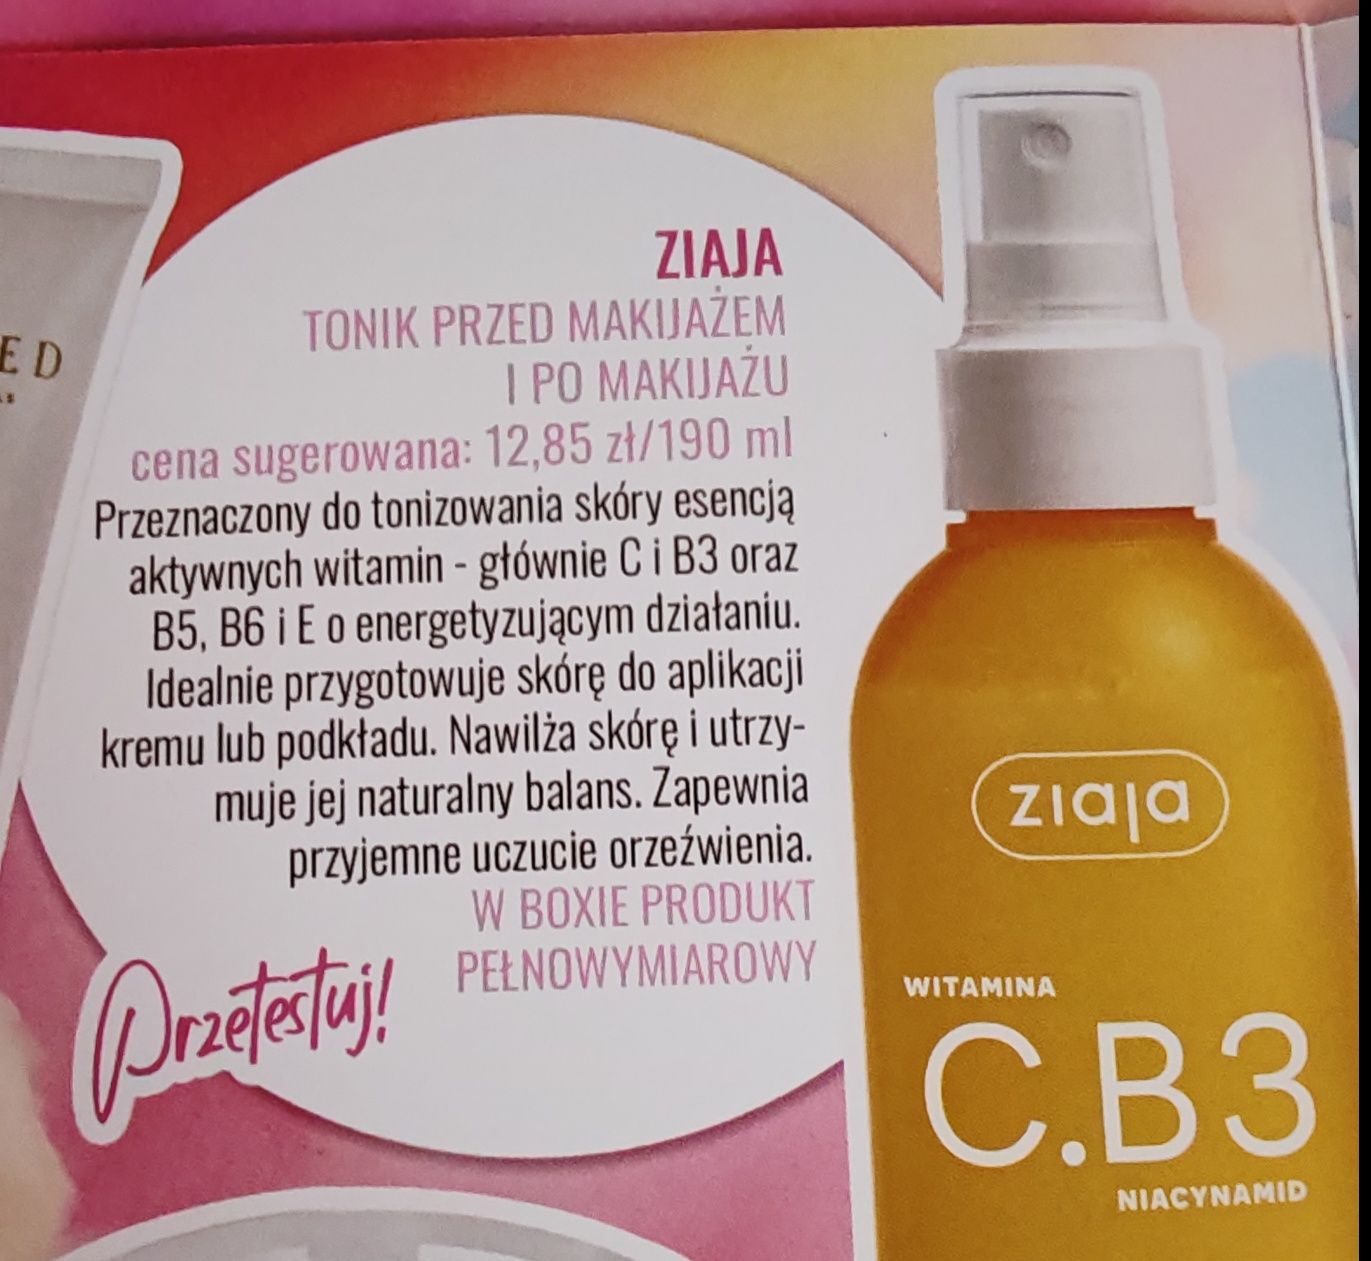 E D
ZIAJA
TONIK PRZED MAKIJAŻEM
I PO MAKIJAŻU
cena sugerowana: 12,85 zł/190 ml
Przeznaczony do tonizowania skóry esencją
aktywnych witamin - głównie C i B3 oraz
B5, B6 i E o energetyzującym działaniu.
Idealnie przygotowuje skórę do aplikacji
kremu lub podkładu. Nawilża skórę i utrzy-
muje jej naturalny balans. Zapewnia
przyjemne uczucie orzeźwienia.
W BOXIE PRODUKT
PEŁNOWYMIAROWY
Przetestuj!
ziaja
WITAMINA
C.B3
NIACYNAMID